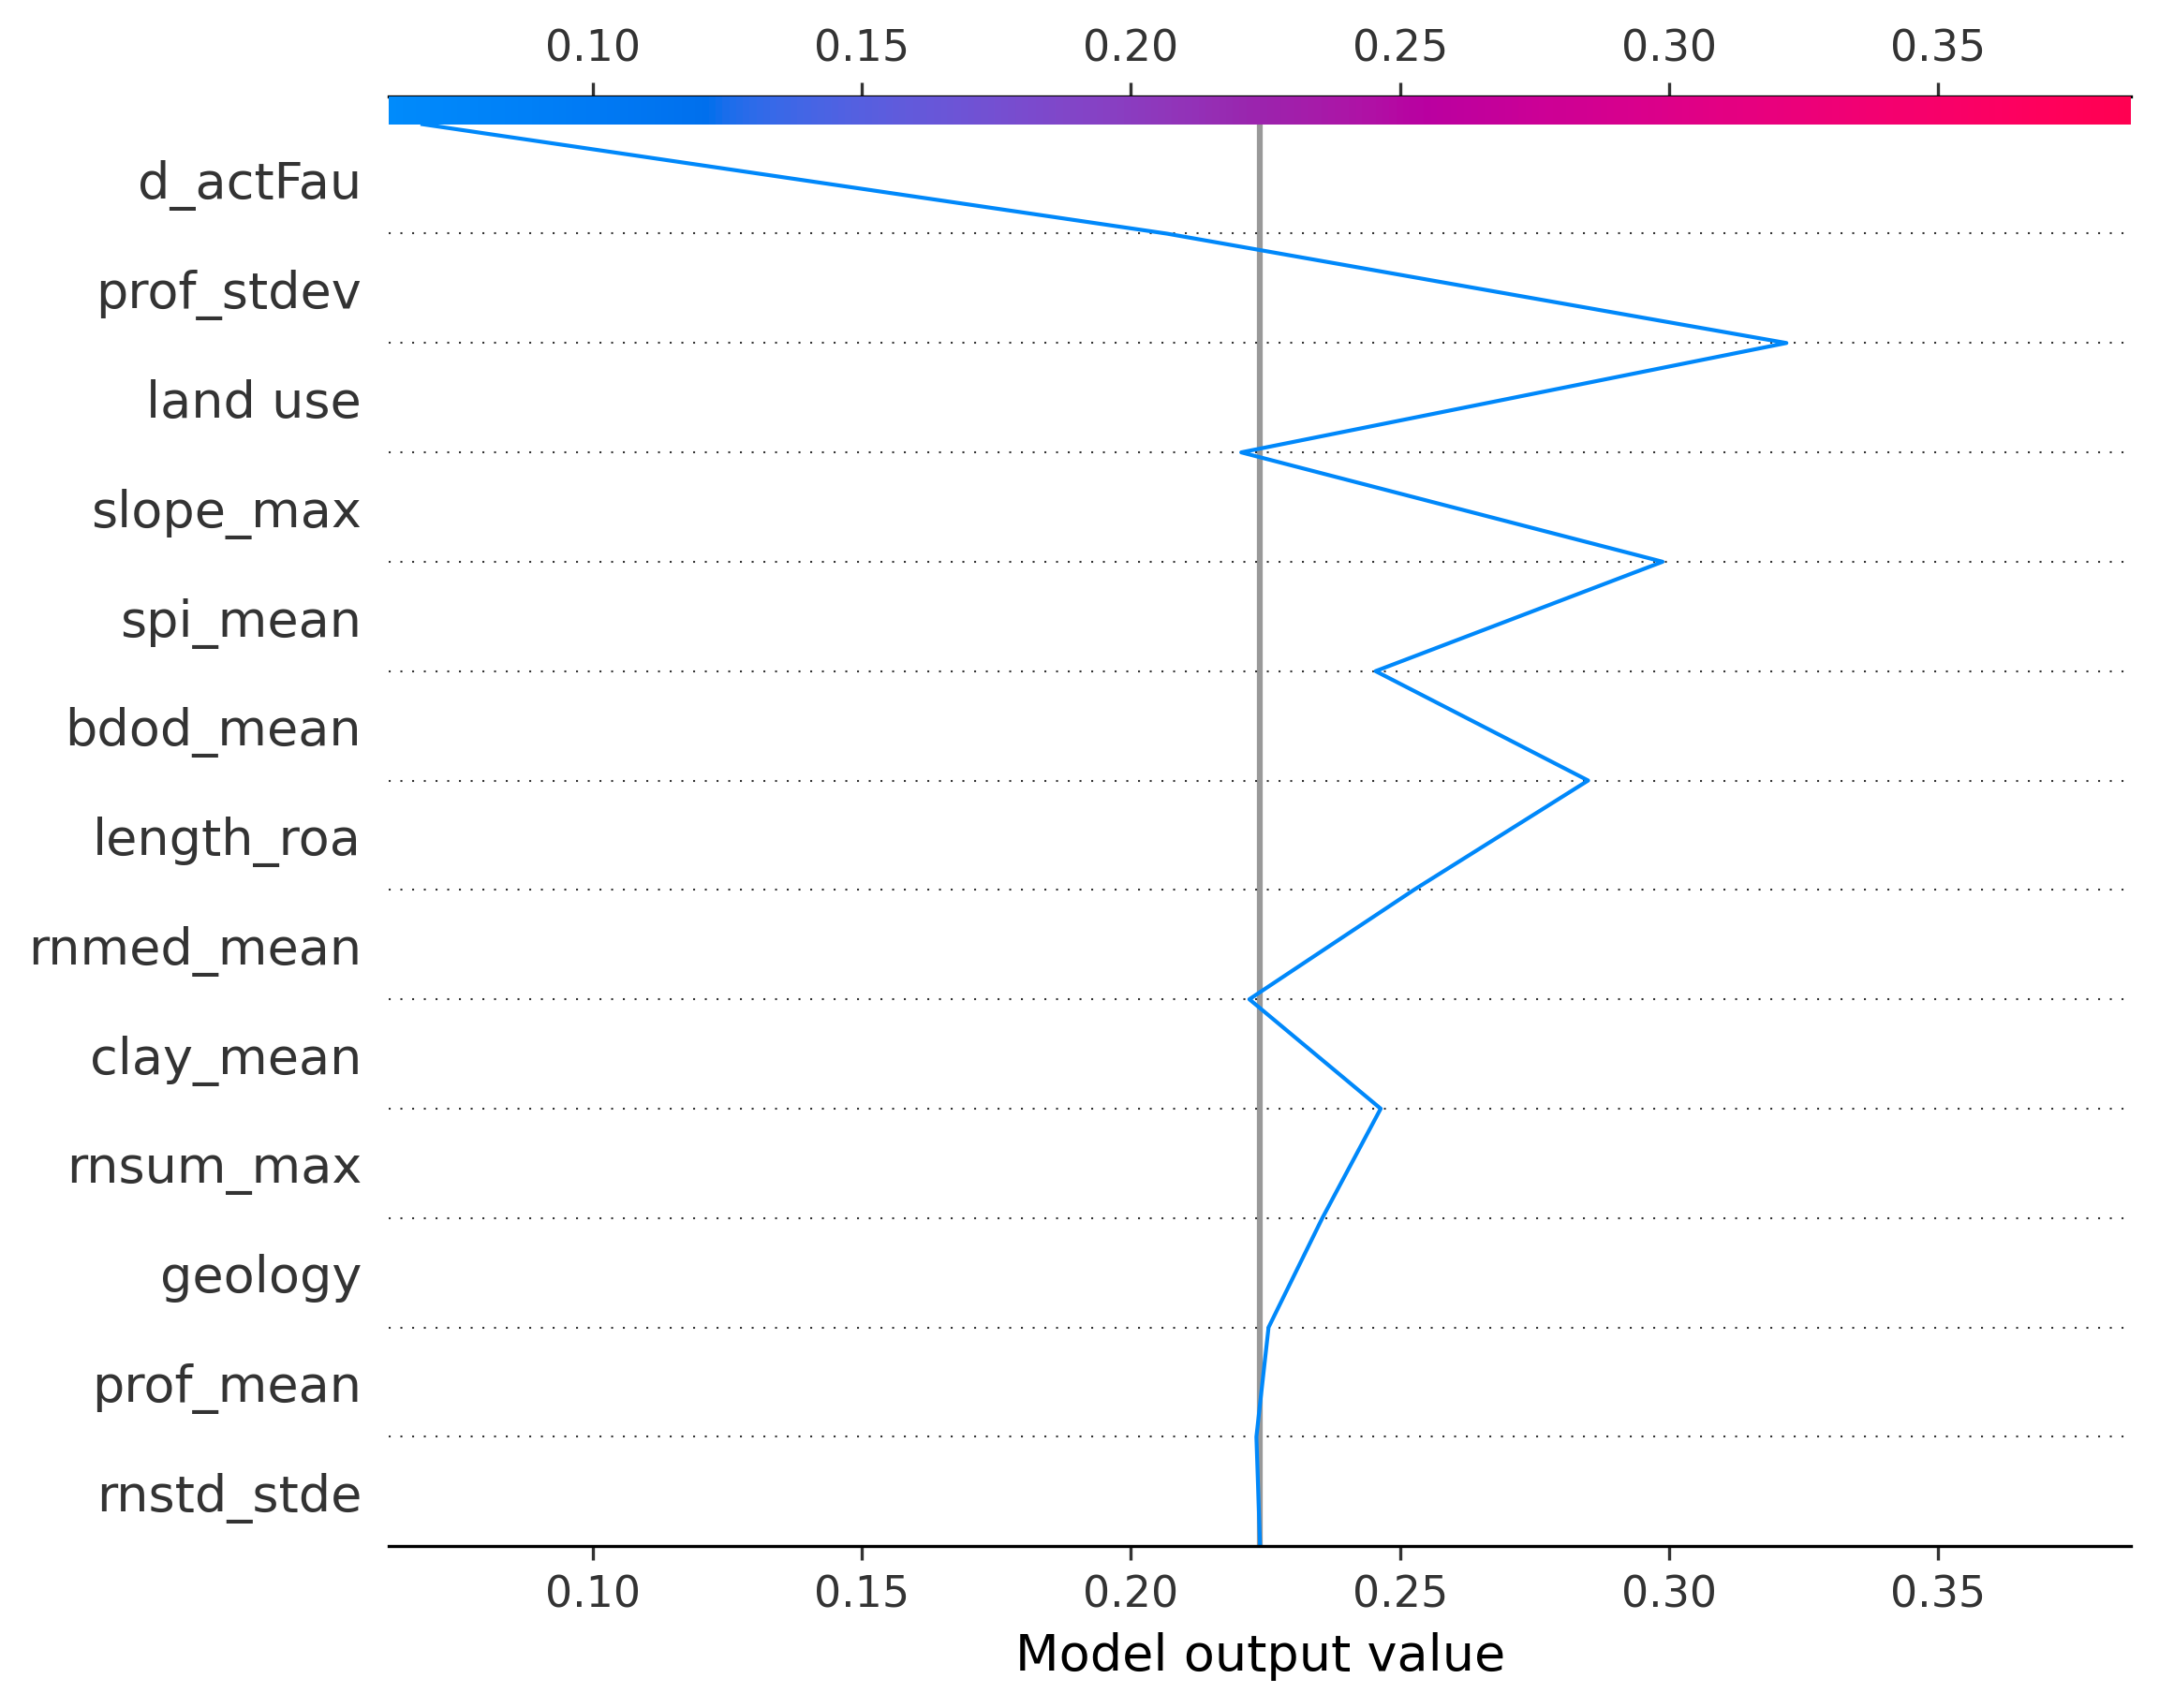 0.10 0.15 0.20 0.25 0.30 0.35
d_actFau
prof_stdev
land use
slope_max
spi_mean
bdod_mean
length_roa
rnmed_mean
clay_mean
rnsum_max
geology
prof_mean
rnstd_stde
0.10 0.15 0.20 0.25 0.30 0.35
Model output value